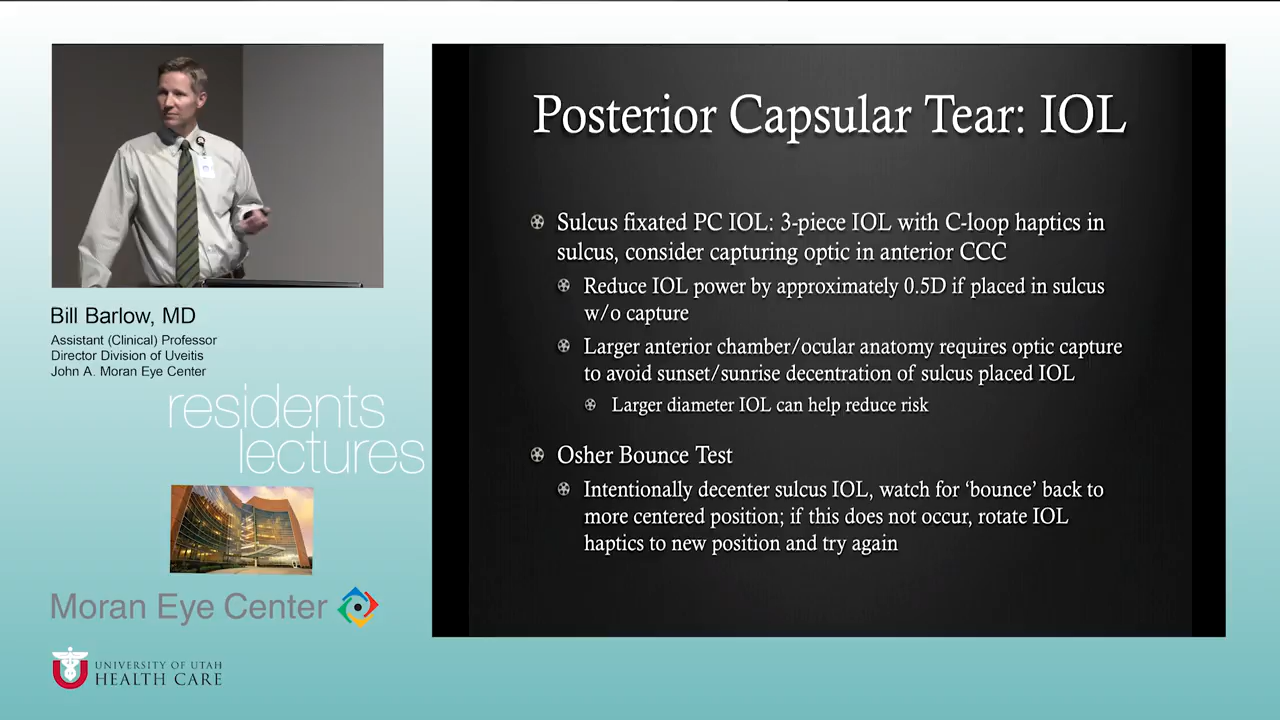 Posterior Capsular Tear: IOL
Sulcus fixated PC IOL: 3-piece IOL with C-loop haptics in
sulcus, consider capturing optic in anterior CCC
Reduce IOL power by approximately 0.5D if placed in sulcus
w/o capture
Larger anterior chamber/ocular anatomy requires optic capture
to avoid sunset/sunrise decentration of sulcus placed IOL
Larger diameter IOL can help reduce risk
Osher Bounce Test
Intentionally decenter sulcus IOL, watch for ‘bounce’ back to
more centered position; if this does not occur, rotate IOL
haptics to new position and try again
Bill Barlow, MD
Assistant (Clinical) Professor
Director Division of Uveitis
John A. Moran Eye Center
residents
lectures
Moran Eye Center
UNIVERSITY OF UTAH
HEALTH CARE